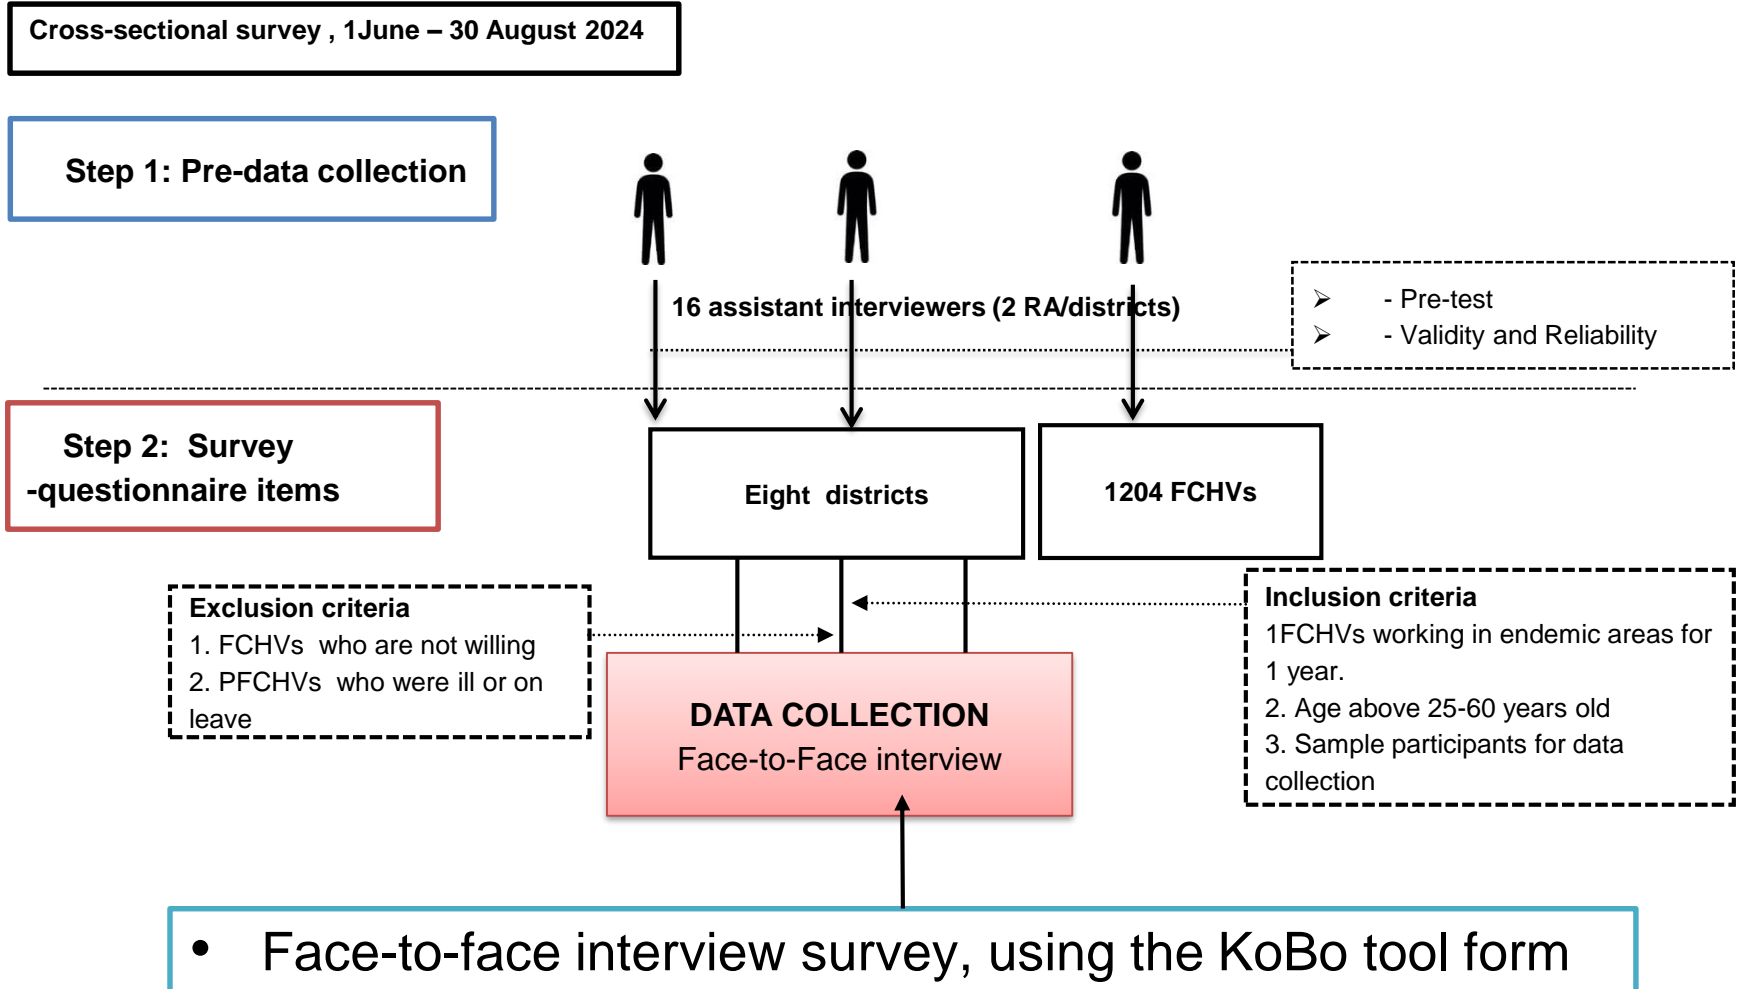 Cross-sectional survey , 1June – 30 August 2024
Step 1: Pre-data collection
16 assistant interviewers (2 RA/districts)
➢ - Pre-test
➢ - Validity and Reliability
Step 2:  Survey
-questionnaire items
Eight  districts
1204 FCHVs
Exclusion criteria
1. FCHVs  who are not willing
2. PFCHVs  who were ill or on
leave
Inclusion criteria
1FCHVs working in endemic areas for
1 year.
2. Age above 25-60 years old
3. Sample participants for data
collection
DATA COLLECTION
Face-to-Face interview
• Face-to-face interview survey, using the KoBo tool form